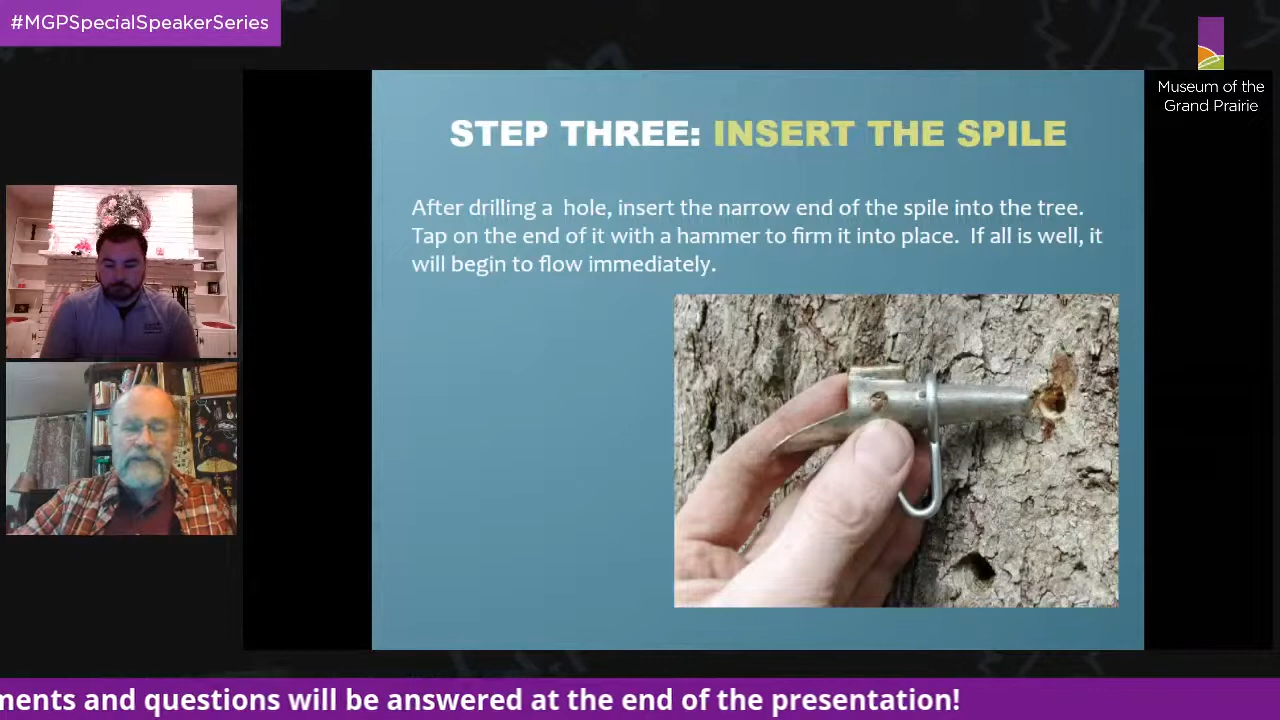 #MGPSpecialSpeakerSeries
Museum of the
Grand Prairie
STEP THREE: INSERT THE SPILE
After drilling a  hole, insert the narrow end of the spile into the tree.
Tap on the end of it with a hammer to firm it into place.  If all is well, it
will begin to flow immediately.
and questions will be answered at the end of the presentation!